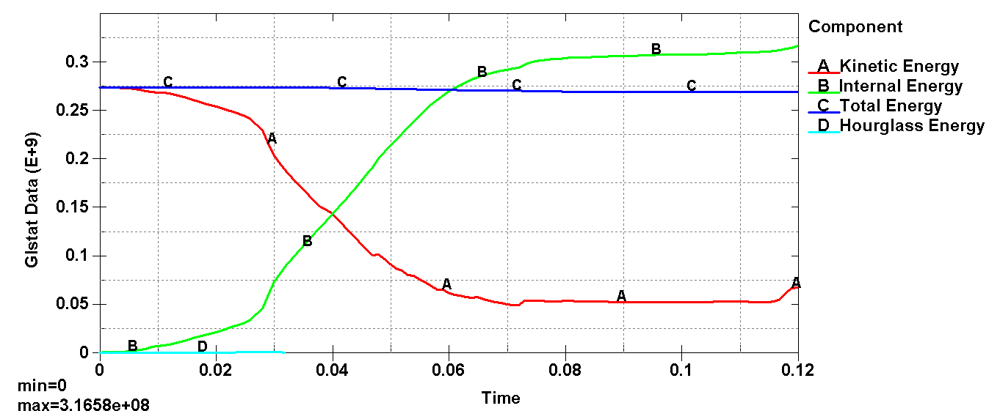 Component
A Kinetic Energy
B Internal Energy
C Total Energy
D Hourglass Energy
Glstat Data (E+9)
0.3
0.25
0.2
0.15
0.1
0.05
0
C C C C
B B B B B
A A A A A
D
0 0.02 0.04 0.06 0.08 0.1 0.12
min=0
max=3.1658e+08
Time